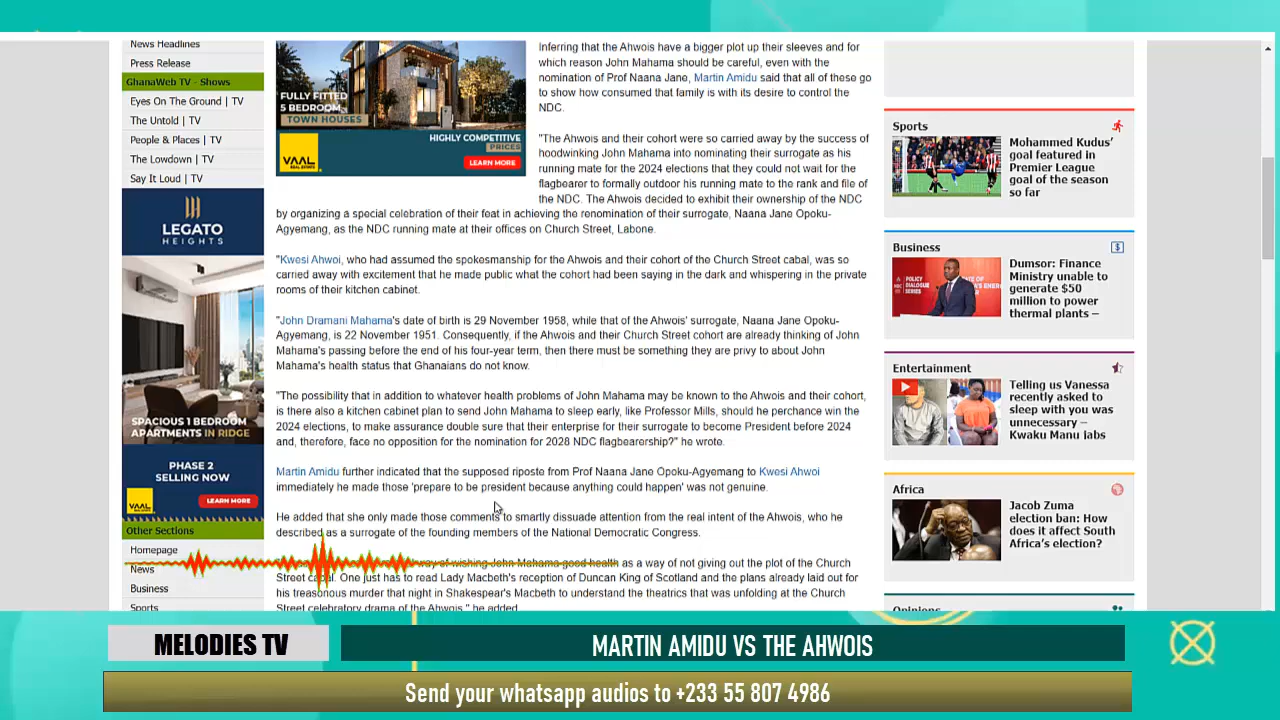 News Headlines
Press Release
GhanaWeb TV - Shows
Eyes On The Ground | TV
The Untold | TV
People & Places | TV
The Lowdown | TV
Say It Loud | TV
LEGATO
HEIGHTS
SPACIOUS 1 BEDROOM
APARTMENTS IN RIDGE
PHASE 2
SELLING NOW
VAAL
LEARN MORE
Other Sections
Homepage
News
Business
Sports
FULLY FITTED
5 BEDROOM
TOWN HOUSES
HIGHLY COMPETITIVE
PRICES
VAAL
REAL ESTATE
LEARN MORE
Inferring that the Ahwois have a bigger plot up their sleeves and for
which reason John Mahama should be careful, even with the
nomination of Prof Naana Jane, Martin Amidu said that all of these go
to show how consumed that family is with its desire to control the
NDC.
"The Ahwois and their cohort were so carried away by the success of
hoodwinking John Mahama into nominating their surrogate as his
running mate for the 2024 elections that they could not wait for the
flagbearer to formally outdoor his running mate to the rank and file of
the NDC. The Ahwois decided to exhibit their ownership of the NDC
by organizing a special celebration of their feat in achieving the renomination of their surrogate, Naana Jane Opoku-
Agyemang, as the NDC running mate at their offices on Church Street, Labone.
"Kwesi Ahwoi, who had assumed the spokesmanship for the Ahwois and their cohort of the Church Street cabal, was so
carried away with excitement that he made public what the cohort had been saying in the dark and whispering in the private
rooms of their kitchen cabinet.
"John Dramani Mahama's date of birth is 29 November 1958, while that of the Ahwois' surrogate, Naana Jane Opoku-
Agyemang, is 22 November 1951. Consequently, if the Ahwois and their Church Street cohort are already thinking of John
Mahama's passing before the end of his four-year term, then there must be something they are privy to about John
Mahama's health status that Ghanaians do not know.
"The possibility that in addition to whatever health problems of John Mahama may be known to the Ahwois and their cohort,
is there also a kitchen cabinet plan to send John Mahama to sleep early, like Professor Mills, should he perchance win the
2024 elections, to make assurance double sure that their enterprise for their surrogate to become President before 2024
and, therefore, face no opposition for the nomination for 2028 NDC flagbearership?" he wrote.
Martin Amidu further indicated that the supposed riposte from Prof Naana Jane Opoku-Agyemang to Kwesi Ahwoi
immediately he made those 'prepare to be president because anything could happen' was not genuine.
He added that she only made those comments to smartly dissuade attention from the real intent of the Ahwois, who he
described as a surrogate of the founding members of the National Democratic Congress.
way of wishing John Mahama good health as a way of not giving out the plot of the Church
Street cabal. One just has to read Lady Macbeth's reception of Duncan King of Scotland and the plans already laid out for
his treasonous murder that night in Shakespear's Macbeth to understand the theatrics that was unfolding at the Church
Street celebratory drama of the Ahwois," he added.
Sports
Mohammed Kudus'
goal featured in
Premier League
goal of the season
so far
Business
Dumsor: Finance
Ministry unable to
generate $50
million to power
thermal plants –
POLICY
DIALOGUE
SERIES
Entertainment
Telling us Vanessa
recently asked to
sleep with you was
unnecessary –
Kwaku Manu jabs
Africa
Jacob Zuma
election ban: How
does it affect South
Africa's election?
Opinions
MELODIES TV
MARTIN AMIDU VS THE AHWOIS
Send your whatsapp audios to +233 55 807 4986